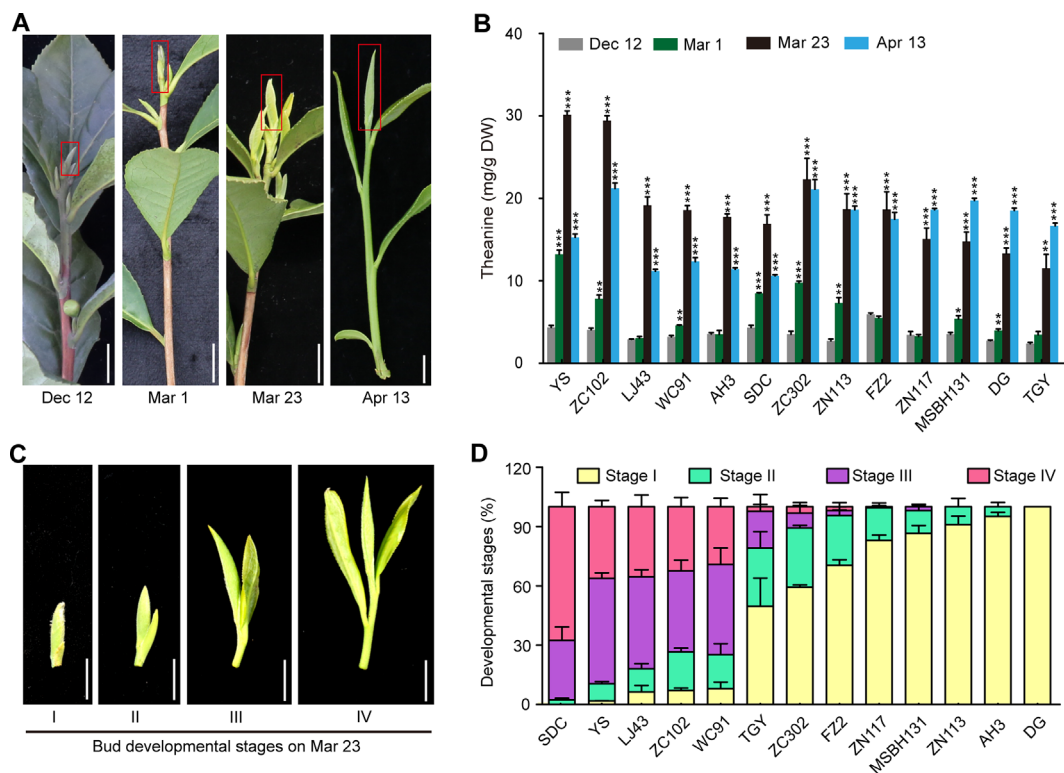 A
Dec 12
Mar 1
Mar 23
Apr 13
B
Theanine (mg/g DW)
40
30
20
10
0
Dec 12
Mar 1
Mar 23
Apr 13
***
***
***
**
***
***
***
***
**
***
***
***
***
***
***
***
***
***
***
**
***
***
***
***
***
***
*
***
***
**
***
***
**
***
YS
ZC102
LJ43
WC91
AH3
SDC
ZC302
ZN113
FZ2
ZN117
MSBH131
DG
TGY
C
I
II
III
IV
Bud developmental stages on Mar 23
D
Developmental stages (%)
120
90
60
30
0
Stage I
Stage II
Stage III
Stage IV
SDC
YS
LJ43
ZC102
WC91
TGY
ZC302
FZ2
ZN117
MSBH131
ZN113
AH3
DG